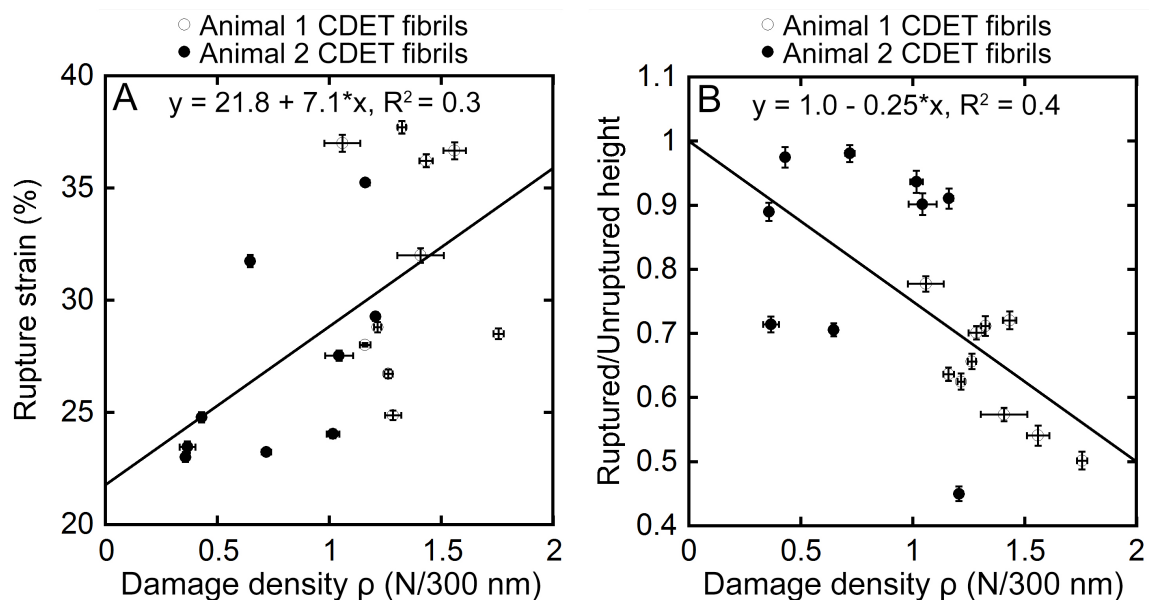 Animal 1 CDET fibrils
Animal 2 CDET fibrils
A
y = 21.8 + 7.1*x, R² = 0.3
40
35
30
25
20
Rupture strain (%)
0
0.5
1
1.5
2
Damage density ρ (N/300 nm)
Animal 1 CDET fibrils
Animal 2 CDET fibrils
B
y = 1.0 - 0.25*x, R² = 0.4
1.1
1
0.9
0.8
0.7
0.6
0.5
0.4
Ruptured/Unruptured height
0
0.5
1
1.5
2
Damage density ρ (N/300 nm)